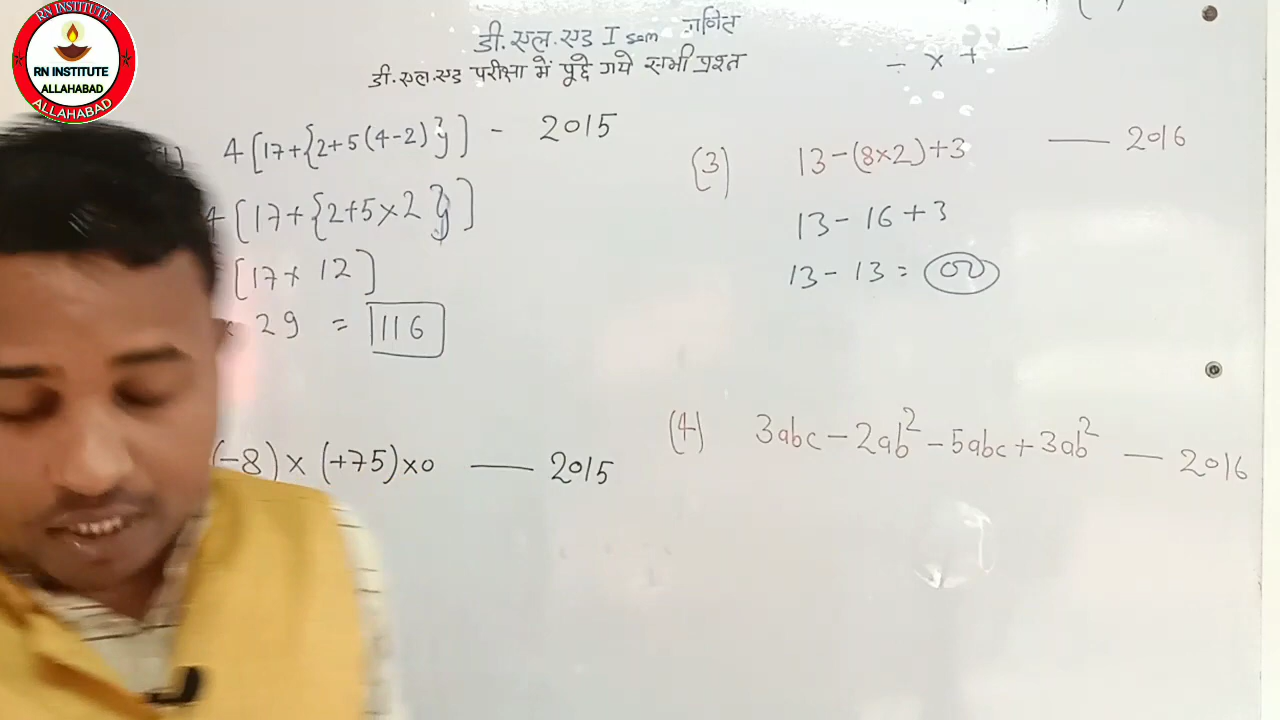 RN INSTITUTE
RN INSTITUTE
ALLAHABAD
ALLAHABAD
डी.एल.एड I sem गणित
डी.एल.एड परीक्षा में पूछे गये सभी प्रश्न
÷ × + −
4[17+{2+5(4-2)}] - 2015
4[17+{2+5×2}]
[17+12]
× 29 = 116
(-8)×(+75)×0 — 2015
(3) 13-(8×2)+3 — 2016
13-16+3
13-13 = 00
(4) 3abc-2ab²-5abc+3ab² — 2016